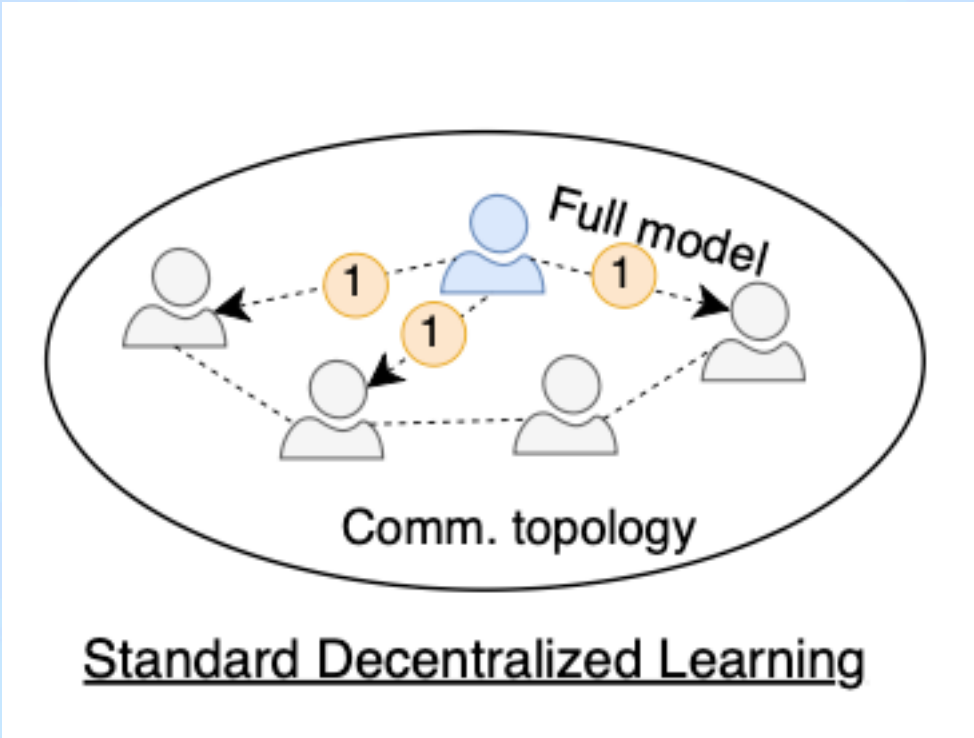 Full model
1
1
1
Comm. topology
Standard Decentralized Learning